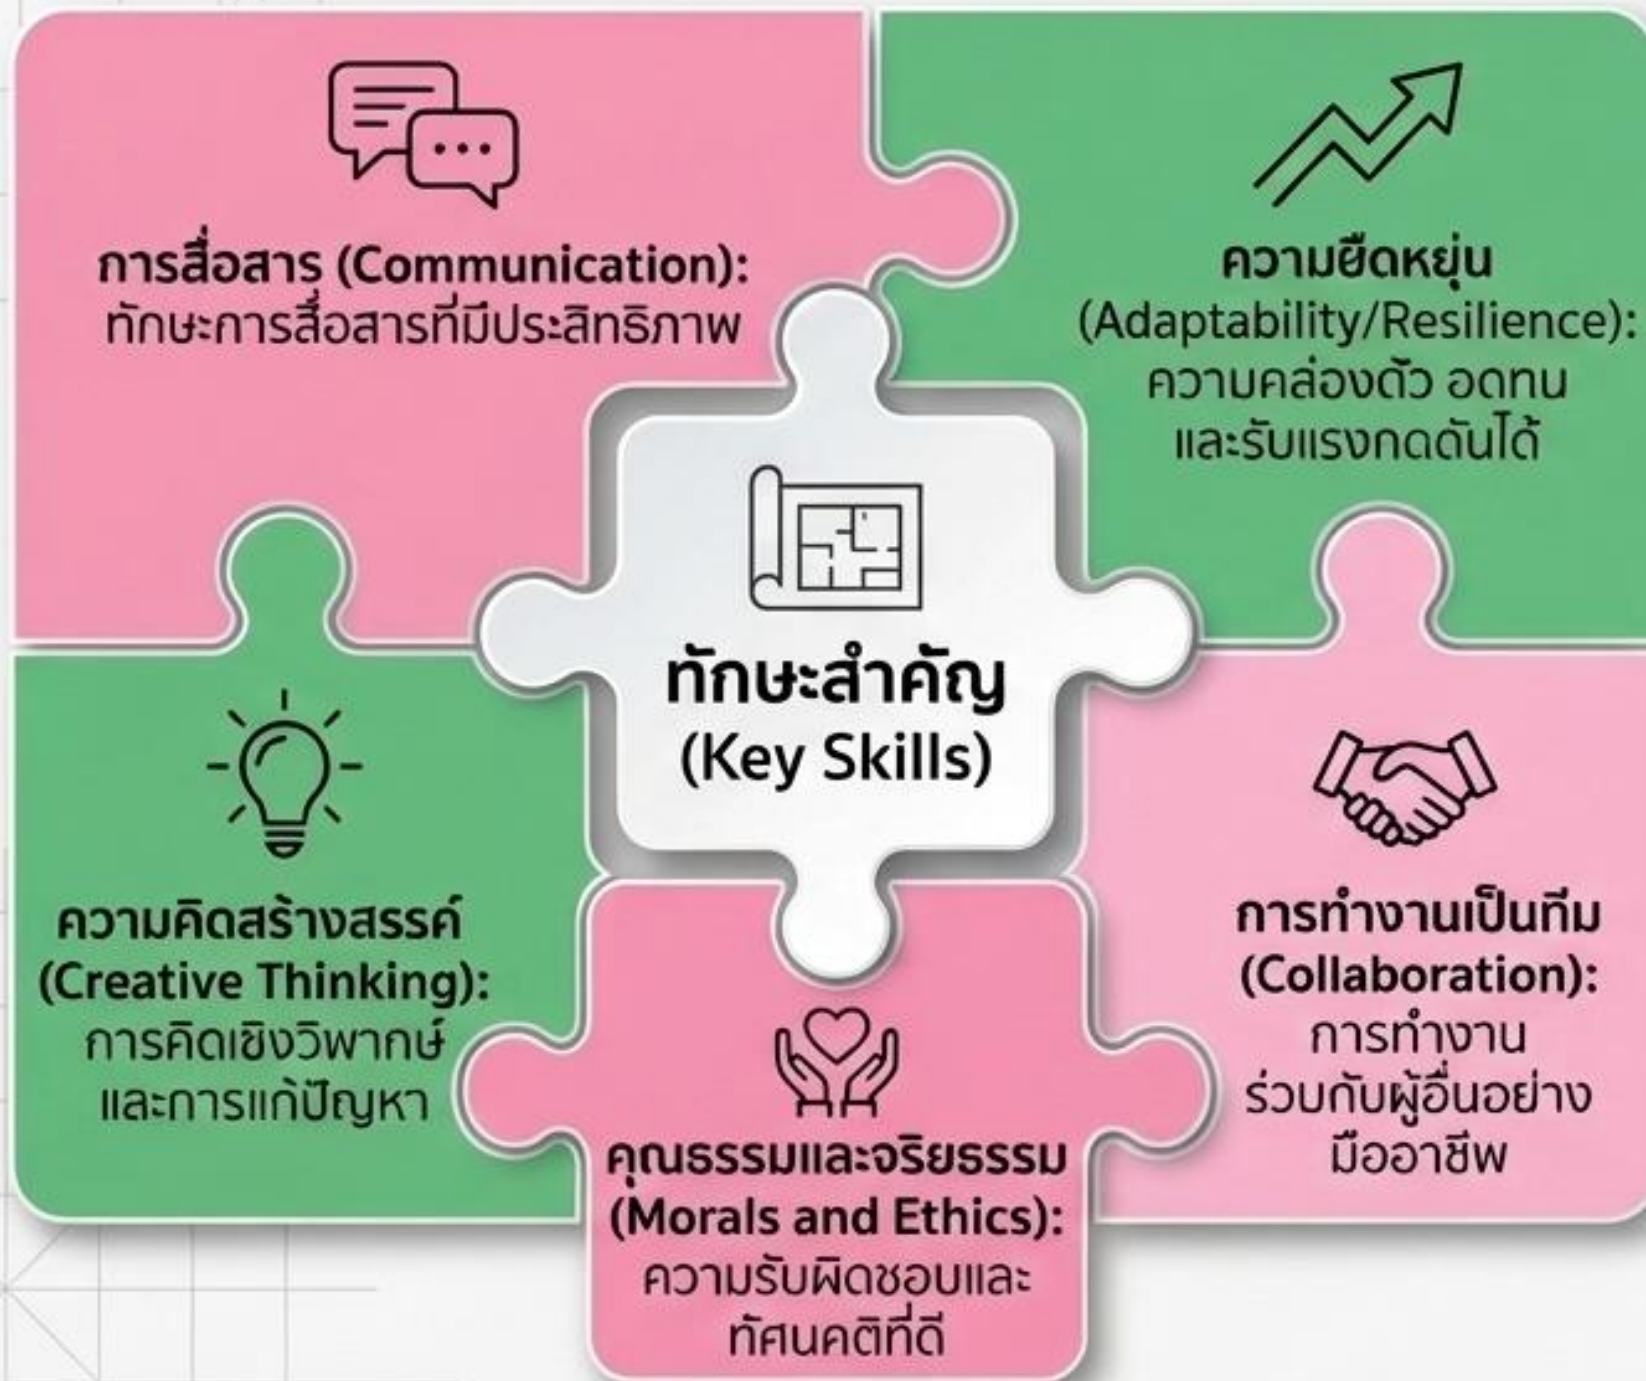 การสื่อสาร (Communication):
ทักษะการสื่อสารที่มีประสิทธิภาพ
ความยืดหยุ่น
(Adaptability/Resilience):
ความคล่องตัว อดทน
และรับแรงกดดันได้
ทักษะสำคัญ
(Key Skills)
ความคิดสร้างสรรค์
(Creative Thinking):
การคิดเชิงวิพากษ์
และการแก้ปัญหา
การทำงานเป็นทีม
(Collaboration):
การทำงาน
ร่วมกับผู้อื่นอย่าง
มืออาชีพ
คุณธรรมและจริยธรรม
(Morals and Ethics):
ความรับผิดชอบและ
ทัศนคติที่ดี